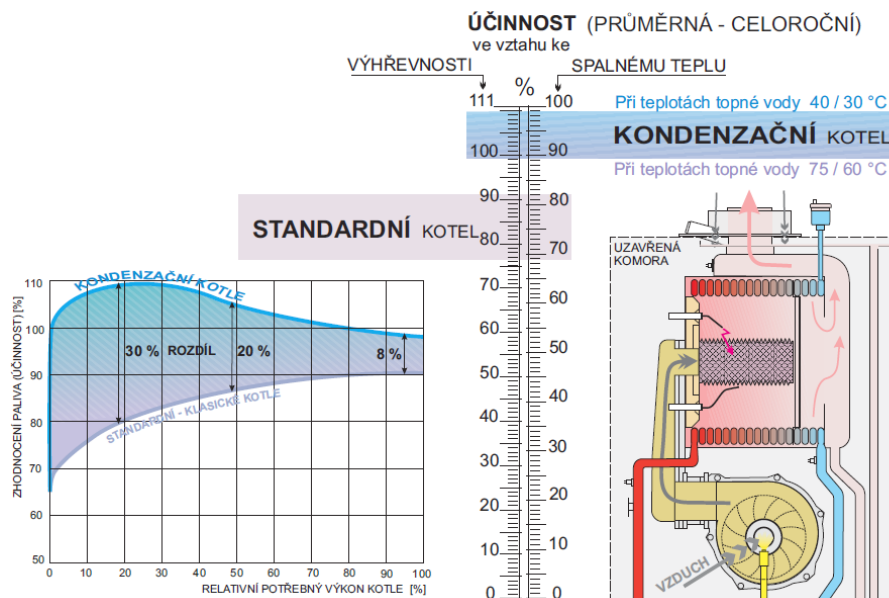 ÚČINNOST (PRŮMĚRNÁ - CELOROČNÍ)
ve vztahu ke
VÝHŘEVNOSTI
SPALNÉMU TEPLU
%
111
100
Při teplotách topné vody 40 / 30 °C
KONDENZAČNÍ KOTEL
100
90
Při teplotách topné vody 75 / 60 °C
90
80
STANDARDNÍ KOTEL
80
70
UZAVŘENÁ
KOMORA
70
60
60
50
50
40
40
30
30
20
20
10
10
0
0
VZDUCH
ZHODNOCENÍ PALIVA (ÚČINNOST) [%]
110
100
90
80
70
60
50
KONDENZAČNÍ KOTLE
30 % ROZDÍL
20 %
8 %
STANDARDNÍ - KLASICKÉ KOTLE
0 10 20 30 40 50 60 70 80 90 100
RELATIVNÍ POTŘEBNÝ VÝKON KOTLE [%]